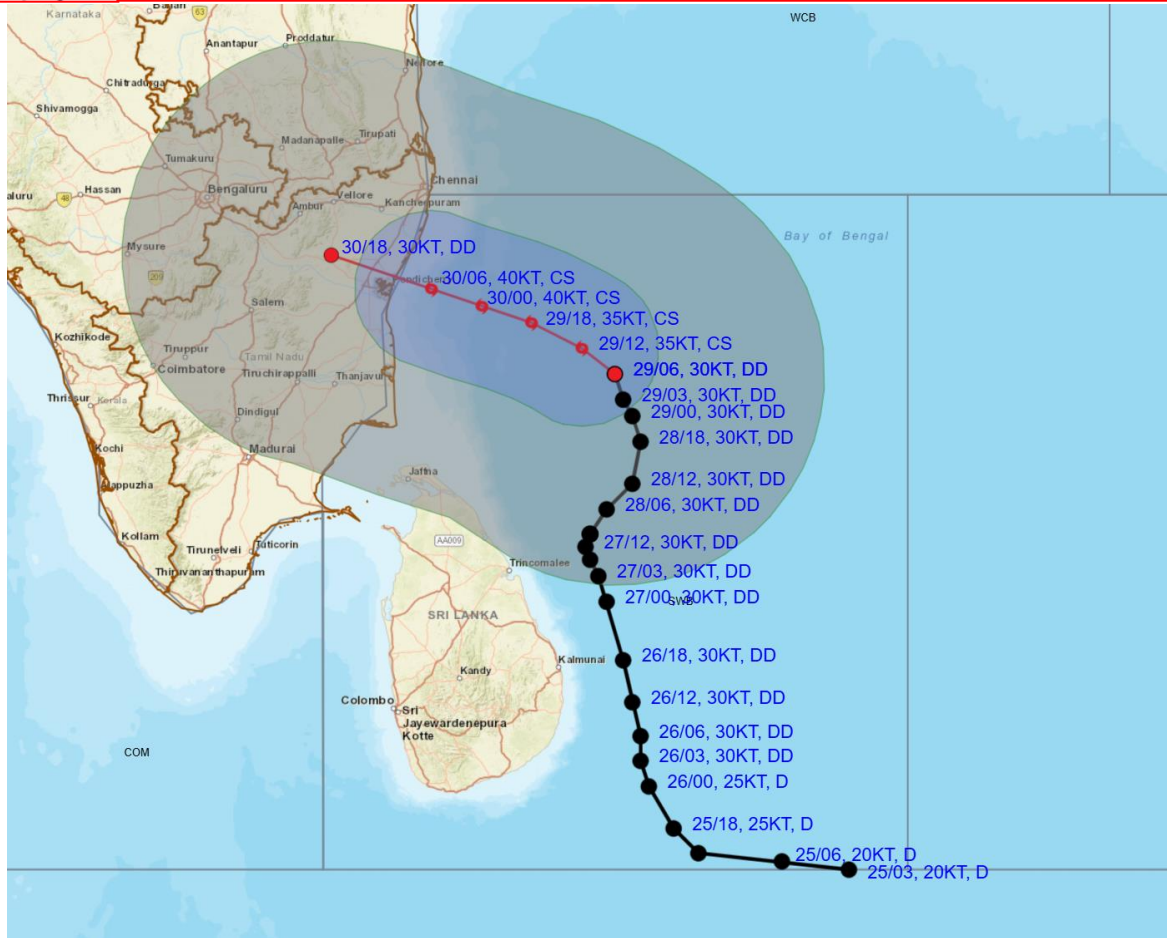 Karnataka
63
Anantapur
Proddatur
WCB
Nellore
Chitradurga
Shivamogga
Madanapalle
Tirupati
Tumakuru
Chennai
Hassan
48
Bengaluru
Vellore
Ambur
Kancheepuram
Mysure
209
Bay of Bengal
30/18, 30KT, DD
30/06, 40KT, CS
30/00, 40KT, CS
29/18, 35KT, CS
29/12, 35KT, CS
29/06, 30KT, DD
29/03, 30KT, DD
29/00, 30KT, DD
28/18, 30KT, DD
28/12, 30KT, DD
28/06, 30KT, DD
27/12, 30KT, DD
27/03, 30KT, DD
27/00, 30KT, DD
SWB
26/18, 30KT, DD
26/12, 30KT, DD
26/06, 30KT, DD
26/03, 30KT, DD
26/00, 25KT, D
25/18, 25KT, D
25/06, 20KT, D
25/03, 20KT, D
Salem
Kozhikode
Tiruppur
Coimbatore
Tamil Nadu
Tiruchirappalli
Thanjavur
Thrissur
Kerala
Dindigul
Kochi
Madurai
Alappuzha
Kollam
Tirunelveli
Tuticorin
Thiruvananthapuram
Jaffna
AA009
Trincomalee
SRI LANKA
Kalmunai
Kandy
Colombo
Sri
Jayewardenepura
Kotte
COM